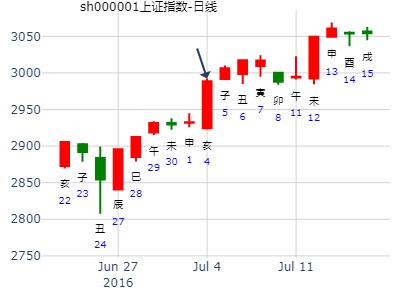 sh000001上证指数-日线
3050
3000
2950
2900
2850
2800
2750
亥
22
子
23
丑
24
辰
27
巳
28
午
29
未
30
申
1
亥
4
子
5
丑
6
寅
7
卯
8
午
11
未
12
申
13
酉
14
戌
15
Jun 27
2016
Jul 4
Jul 11